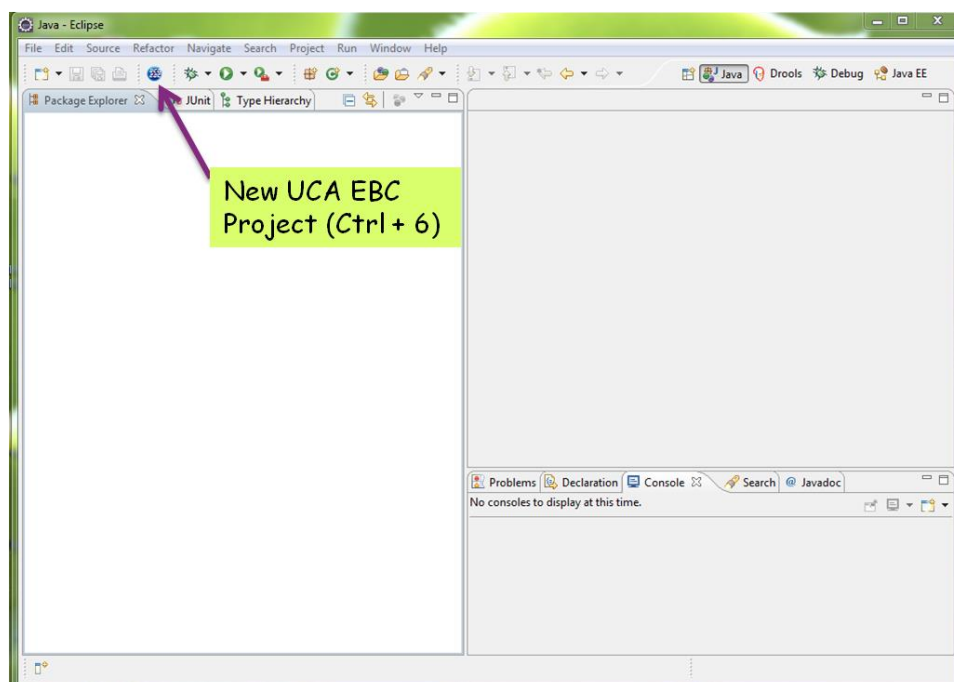 Java - Eclipse
File Edit Source Refactor Navigate Search Project Run Window Help
Java Drools Debug Java EE
Package Explorer JUnit Type Hierarchy
New UCA EBC
Project (Ctrl + 6)
Problems Declaration Console Search @ Javadoc
No consoles to display at this time.